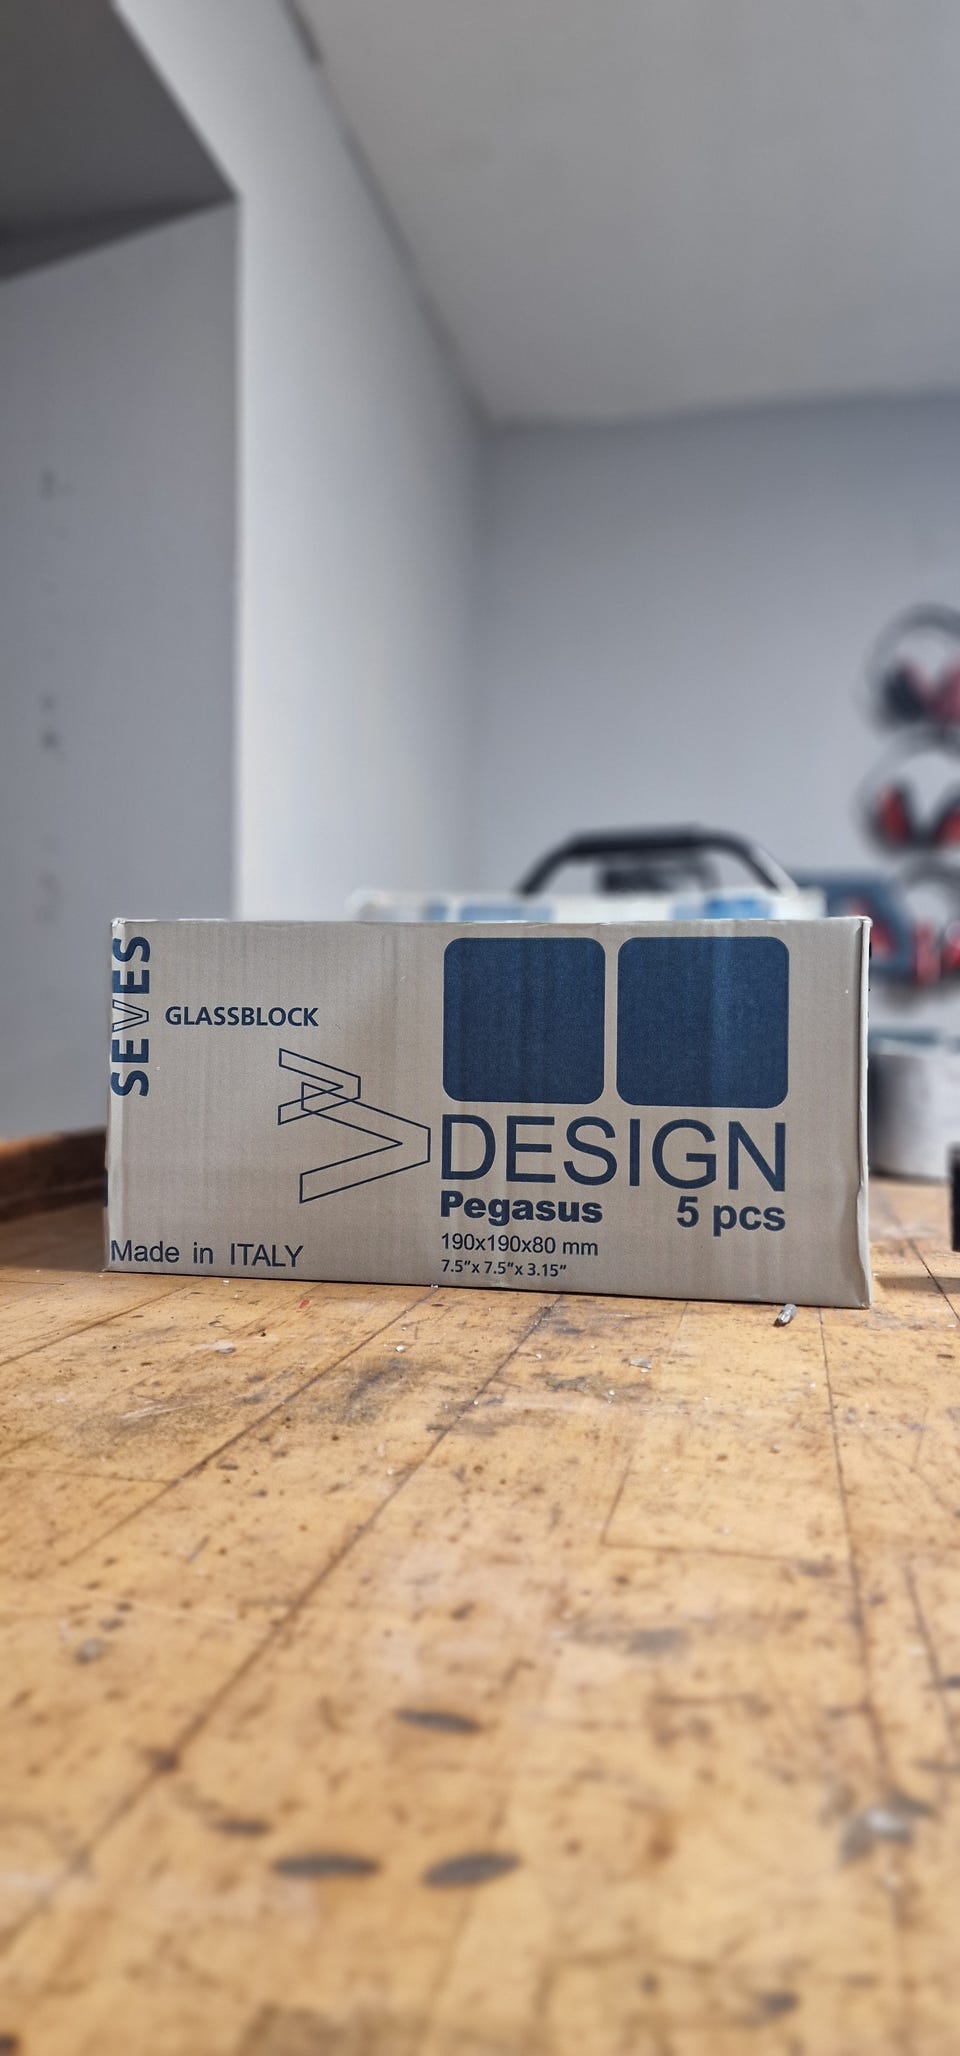 SEVES
GLASSBLOCK
DESIGN
Pegasus 5 pcs
190x190x80 mm
7.5"x 7.5"x 3.15"
Made in ITALY